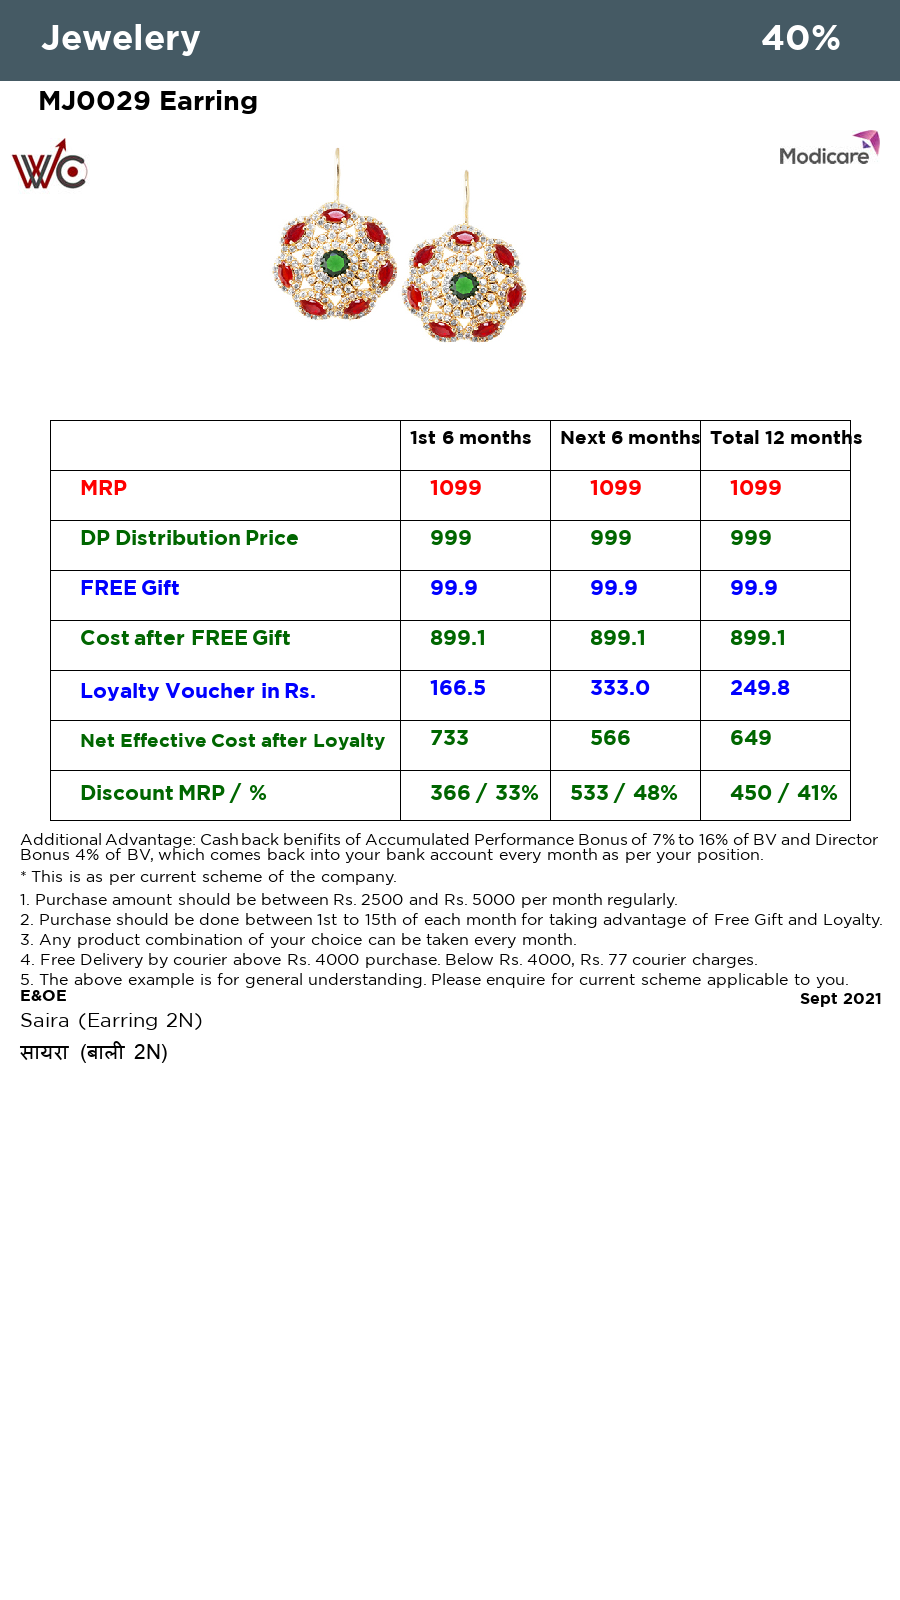 Jewelery 40%
MJ0029 Earring
WC
Modicare
1st 6 months Next 6 months Total 12 months
MRP 1099 1099 1099
DP Distribution Price 999 999 999
FREE Gift 99.9 99.9 99.9
Cost after FREE Gift 899.1 899.1 899.1
Loyalty Voucher in Rs. 166.5 333.0 249.8
Net Effective Cost after Loyalty 733 566 649
Discount MRP / % 366 / 33% 533 / 48% 450 / 41%
Additional Advantage: Cashback benifits of Accumulated Performance Bonus of 7% to 16% of BV and Director
Bonus 4% of BV, which comes back into your bank account every month as per your position.
* This is as per current scheme of the company.
1. Purchase amount should be between Rs. 2500 and Rs. 5000 per month regularly.
2. Purchase should be done between 1st to 15th of each month for taking advantage of Free Gift and Loyalty.
3. Any product combination of your choice can be taken every month.
4. Free Delivery by courier above Rs. 4000 purchase. Below Rs. 4000, Rs. 77 courier charges.
5. The above example is for general understanding. Please enquire for current scheme applicable to you.
E&OE Sept 2021
Saira (Earring 2N)
सायरा (बाली 2N)